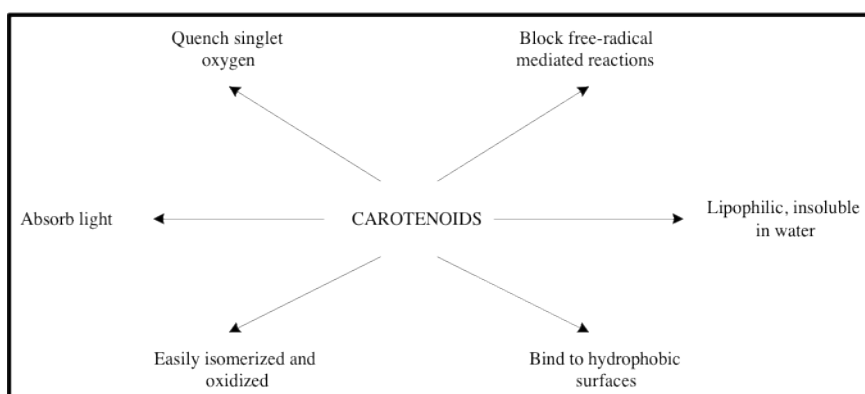 Quench singlet
oxygen
Block free-radical
mediated reactions
Absorb light
CAROTENOIDS
Lipophilic, insoluble
in water
Easily isomerized and
oxidized
Bind to hydrophobic
surfaces